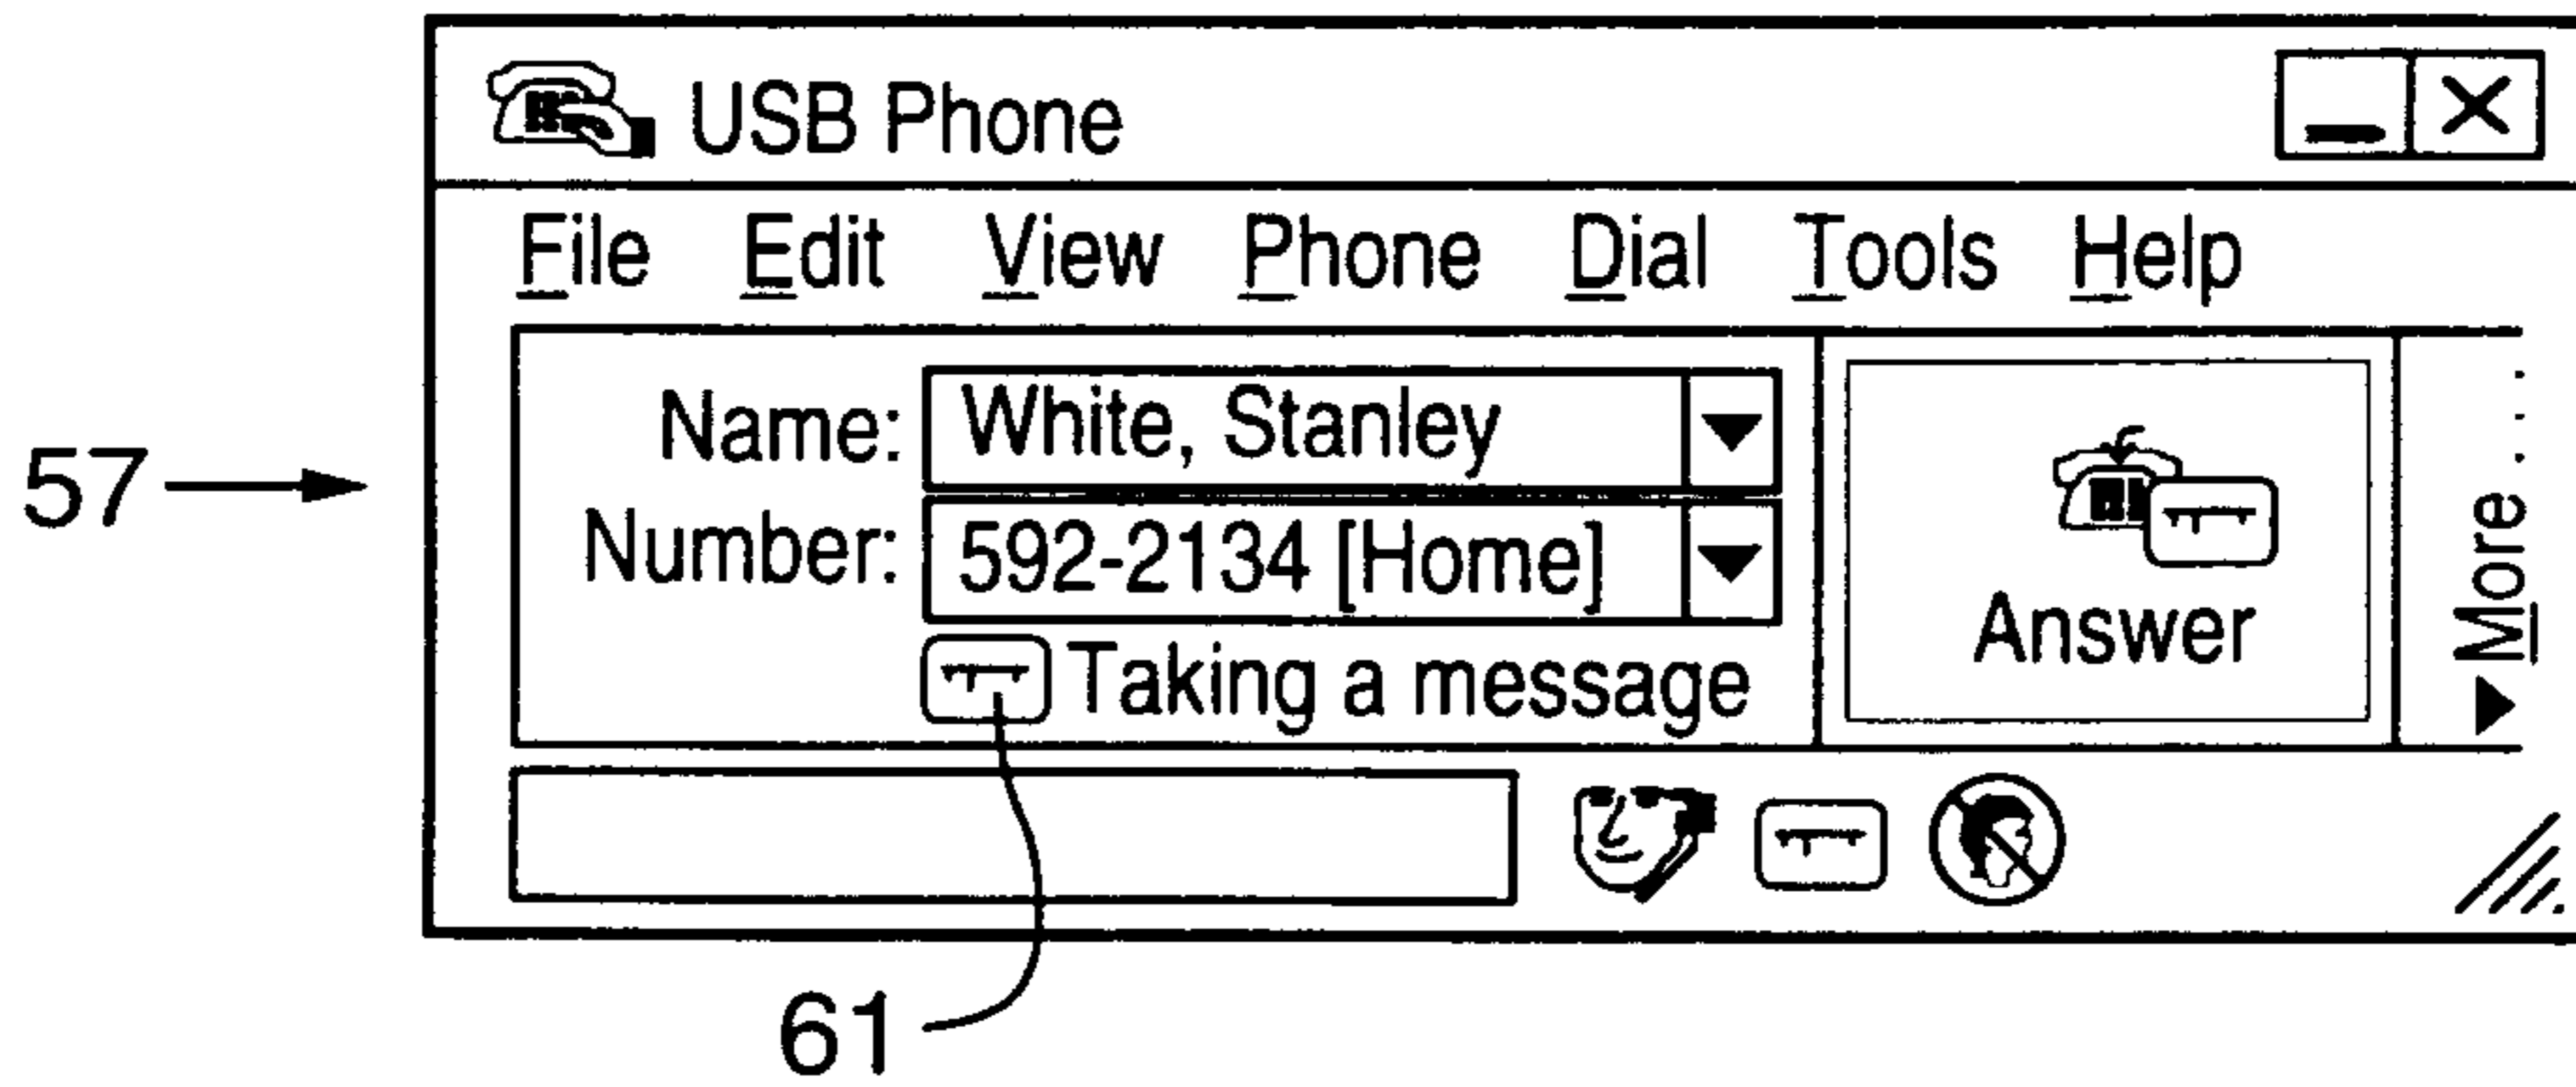 USB Phone
File Edit View Phone Dial Tools Help
Name: White, Stanley
Number: 592-2134 [Home]
Taking a message
Answer
More ...
57
61